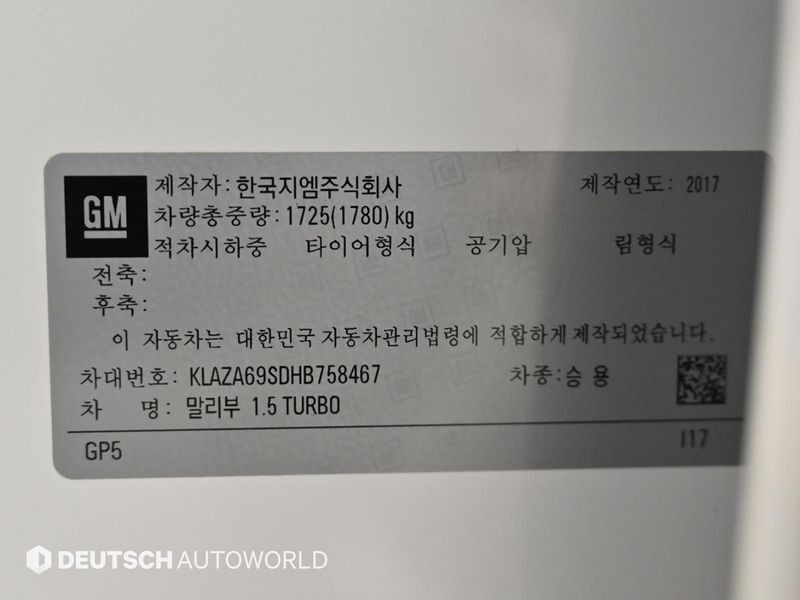 GM
제작자: 한국지엠주식회사 제작연도: 2017
차량총중량: 1725(1780) kg
적차시하중 타이어형식 공기압 림형식
전축:
후축:
이 자동차는 대한민국 자동차관리법령에 적합하게 제작되었습니다.
차대번호: KLAZA69SDHB758467 차종: 승 용
차 명: 말리부 1.5 TURBO
GP5 I17
DEUTSCH AUTOWORLD